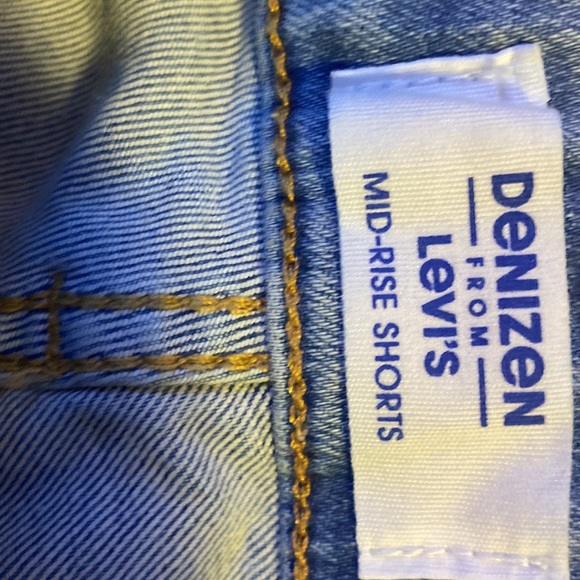 DeNIZeN
FROM
LeVI'S
MID-RISE SHORTS